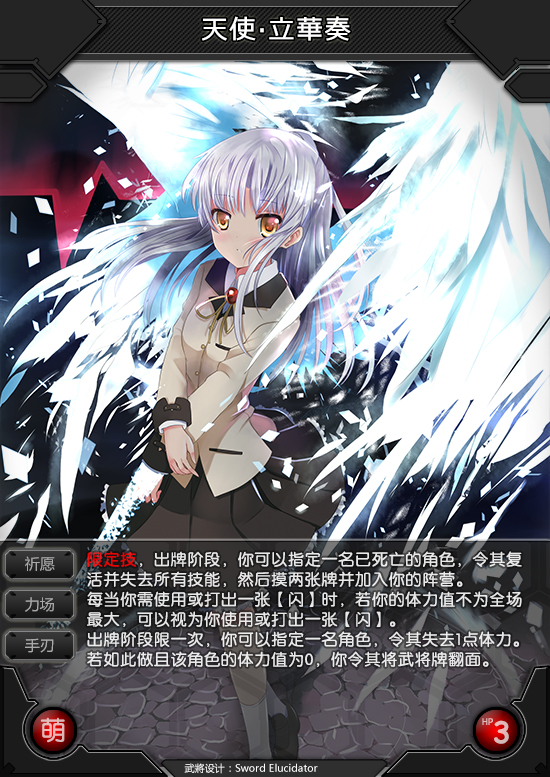 天使·立華奏
祈愿
限定技，出牌阶段，你可以指定一名已死亡的角色，令其复
活并失去所有技能，然后摸两张牌并加入你的阵营。
力场
每当你需使用或打出一张【闪】时，若你的体力值不为全场
最大，可以视为你使用或打出一张【闪】。
手刃
出牌阶段限一次，你可以指定一名角色，令其失去1点体力。
若如此做且该角色的体力值为0，你令其将武将牌翻面。
萌
HP 3
武將设计：Sword Elucidator